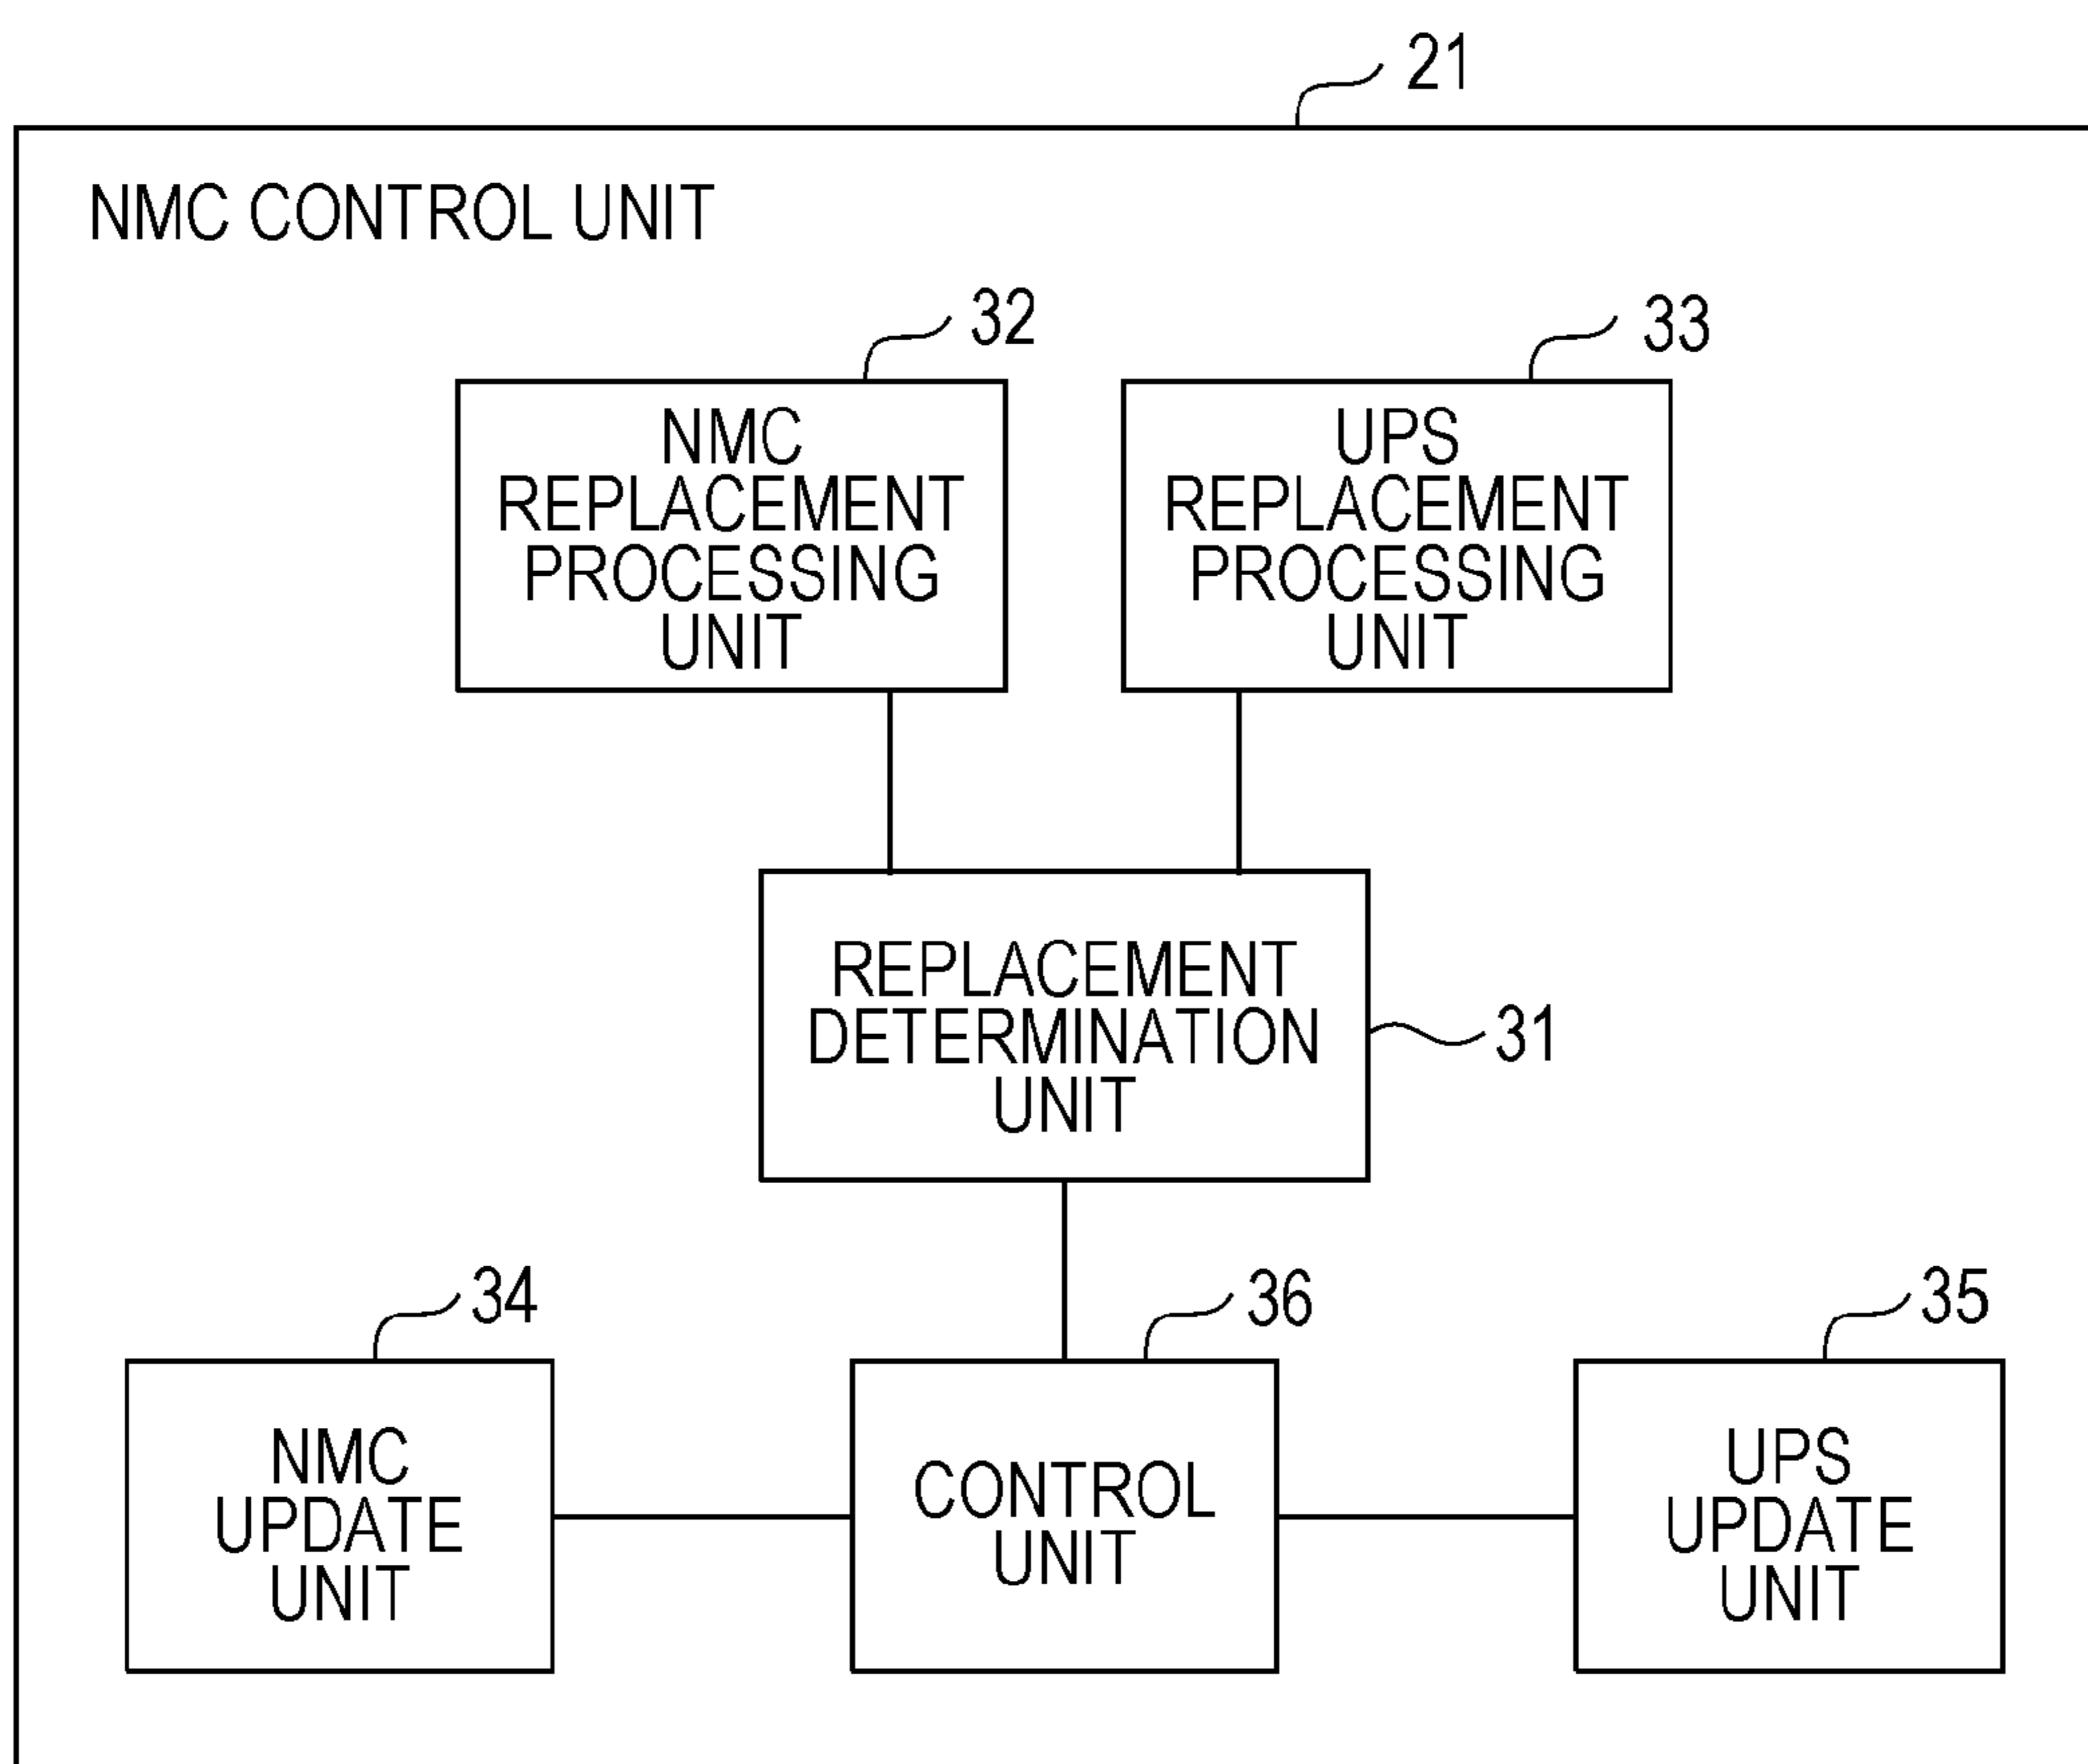 21
NMC CONTROL UNIT
32
33
NMC
REPLACEMENT
PROCESSING
UNIT
UPS
REPLACEMENT
PROCESSING
UNIT
REPLACEMENT
DETERMINATION
UNIT
31
34
36
35
NMC
UPDATE
UNIT
CONTROL
UNIT
UPS
UPDATE
UNIT